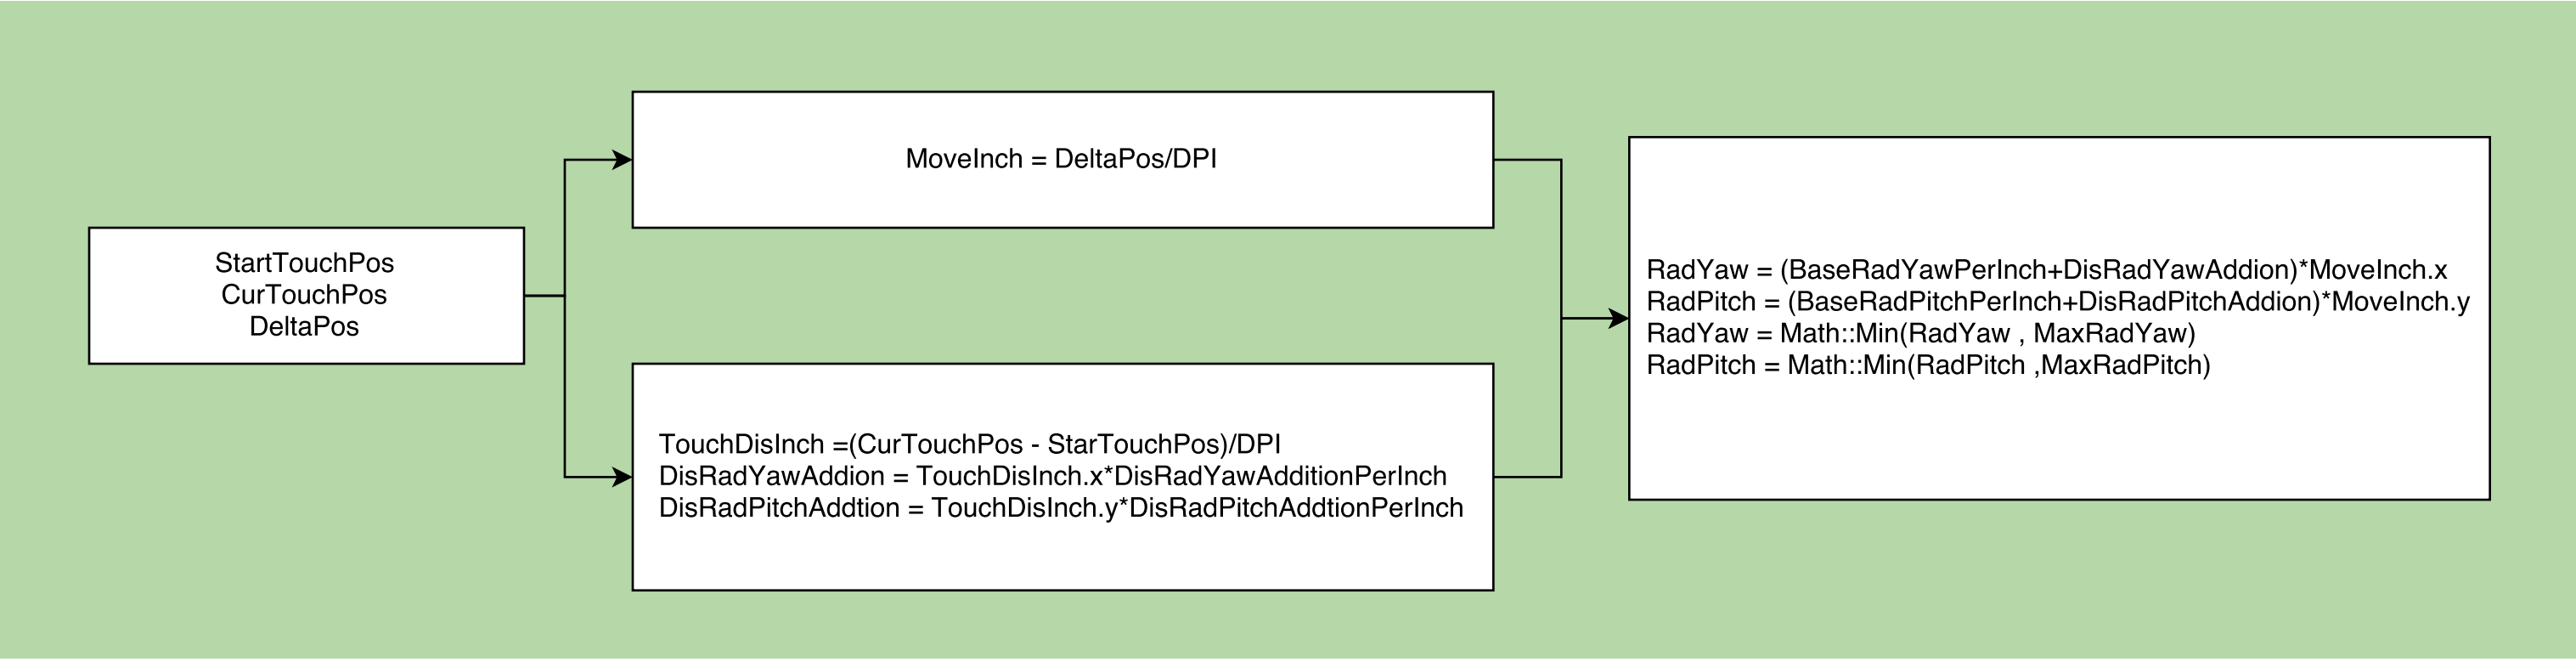 StartTouchPos
CurTouchPos
DeltaPos
MoveInch = DeltaPos/DPI
TouchDisInch =(CurTouchPos - StarTouchPos)/DPI
DisRadYawAddion = TouchDisInch.x*DisRadYawAdditionPerInch
DisRadPitchAddtion = TouchDisInch.y*DisRadPitchAddtionPerInch
RadYaw = (BaseRadYawPerInch+DisRadYawAddion)*MoveInch.x
RadPitch = (BaseRadPitchPerInch+DisRadPitchAddion)*MoveInch.y
RadYaw = Math::Min(RadYaw , MaxRadYaw)
RadPitch = Math::Min(RadPitch ,MaxRadPitch)